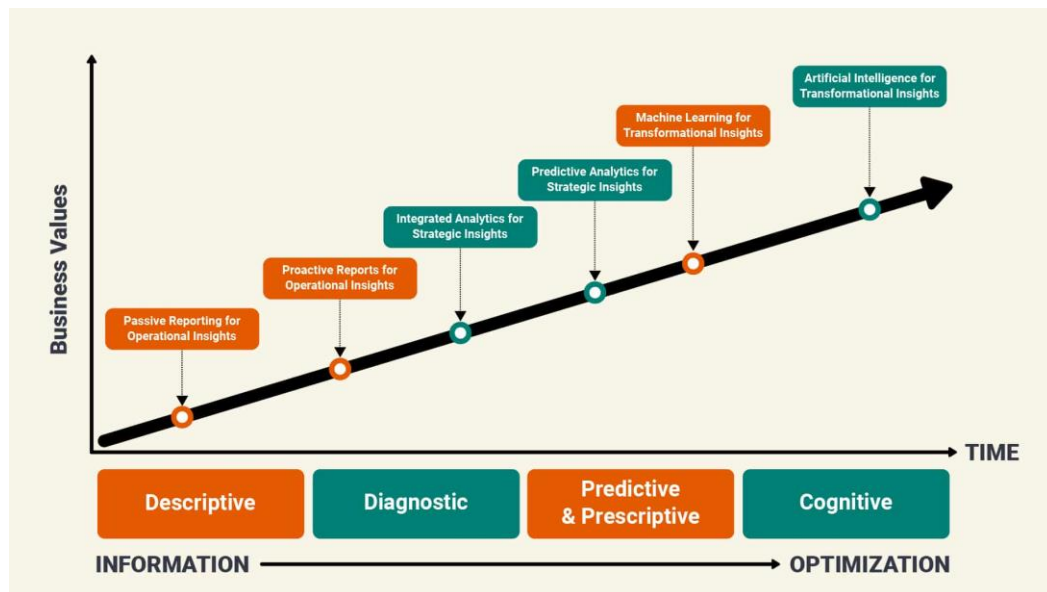 Business Values
Passive Reporting for
Operational Insights
Proactive Reports for
Operational Insights
Integrated Analytics for
Strategic Insights
Predictive Analytics for
Strategic Insights
Machine Learning for
Transformational Insights
Artificial Intelligence for
Transformational Insights
TIME
Descriptive
Diagnostic
Predictive
& Prescriptive
Cognitive
INFORMATION
OPTIMIZATION